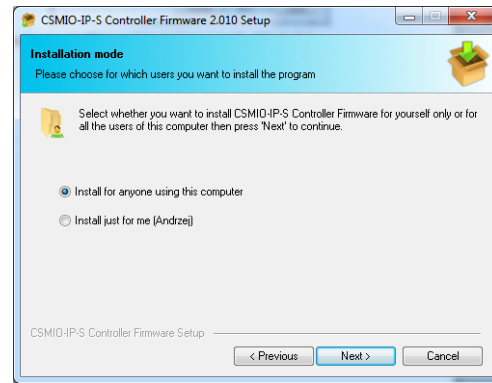 CSMIO-IP-S Controller Firmware 2.010 Setup
Installation mode
Please choose for which users you want to install the program
Select whether you want to install CSMIO-IP-S Controller Firmware for yourself only or for
all the users of this computer then press 'Next' to continue.
Install for anyone using this computer
Install just for me (Andrzej)
CSMIO-IP-S Controller Firmware Setup
< Previous
Next >
Cancel